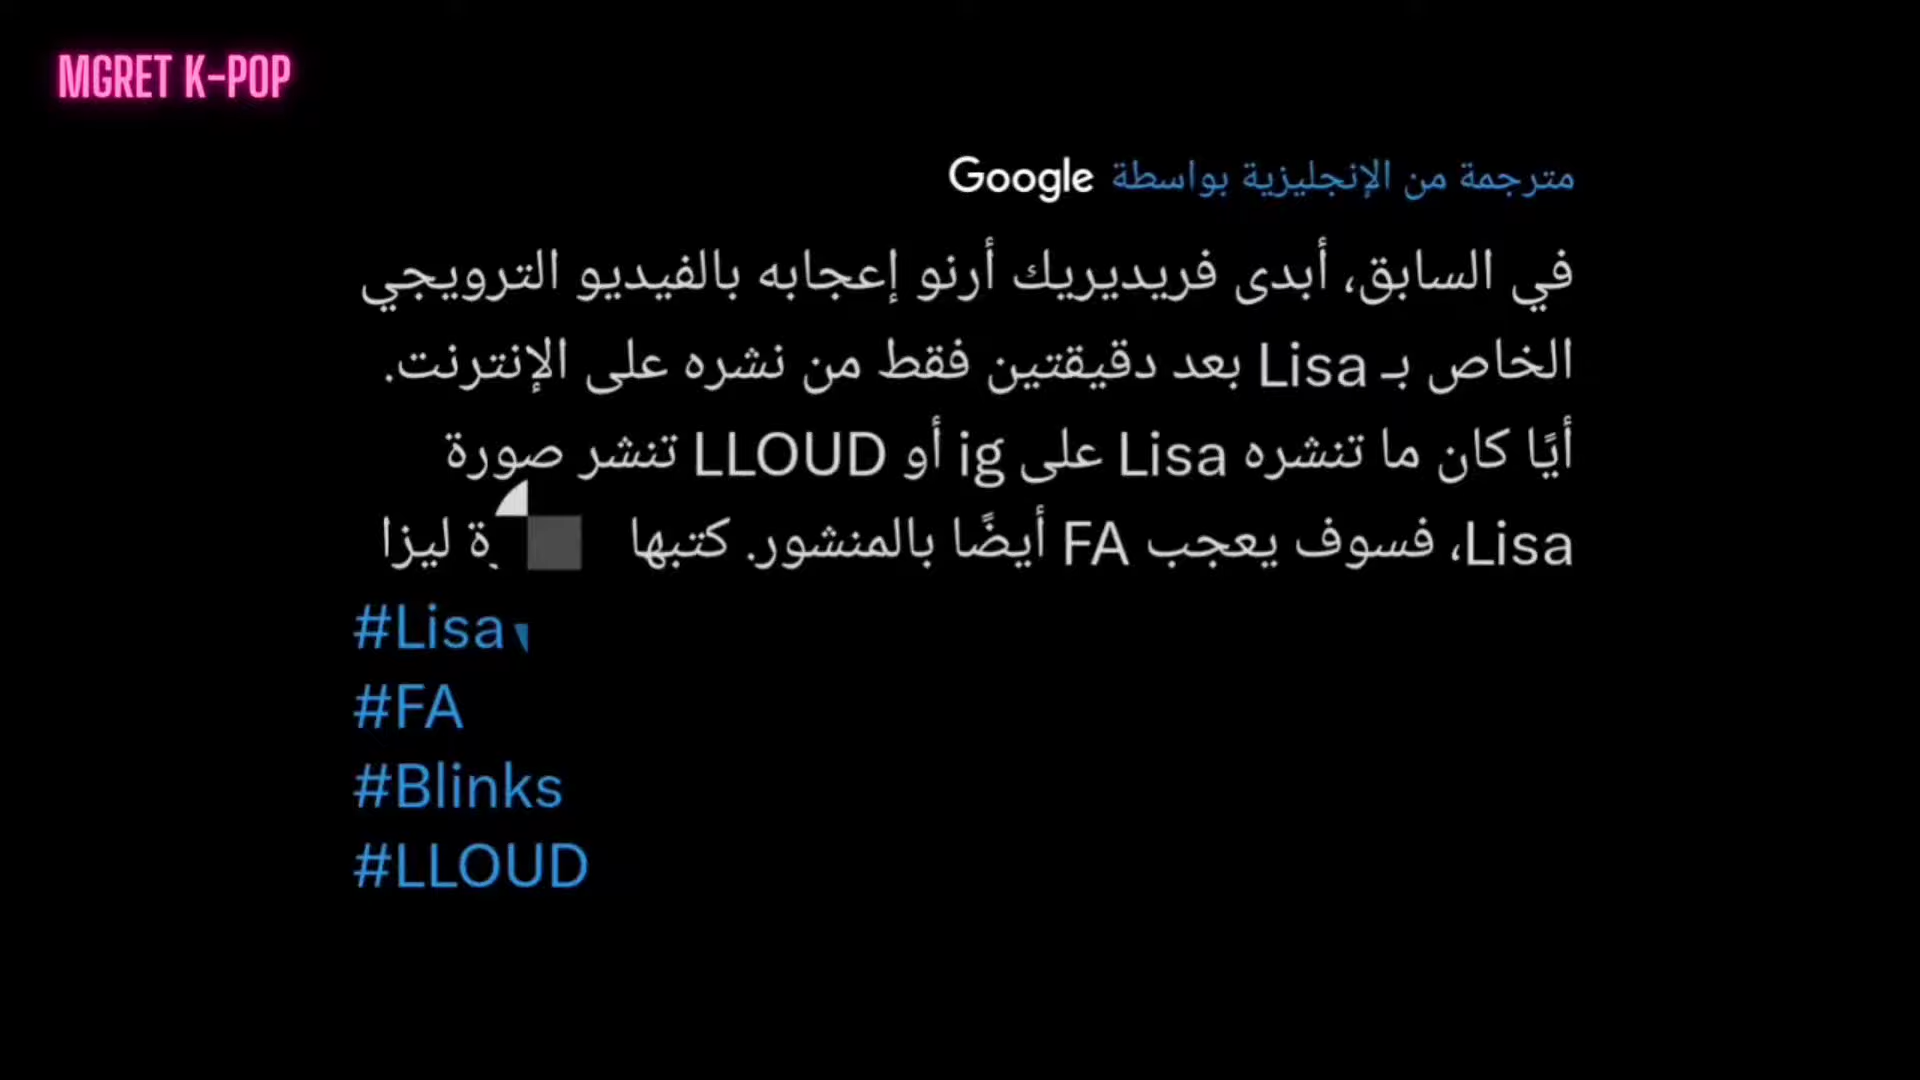 MGRET K-POP
مترجمة من الإنجليزية بواسطة Google
في السابق، أبدى فريديريك أرنو إعجابه بالفيديو الترويجي
الخاص بـ Lisa بعد دقيقتين فقط من نشره على الإنترنت.
أيًا كان ما تنشره Lisa على ig أو LLOUD تنشر صورة
Lisa، فسوف يعجب FA أيضًا بالمنشور. كتبها ليزا
#Lisa
#FA
#Blinks
#LLOUD